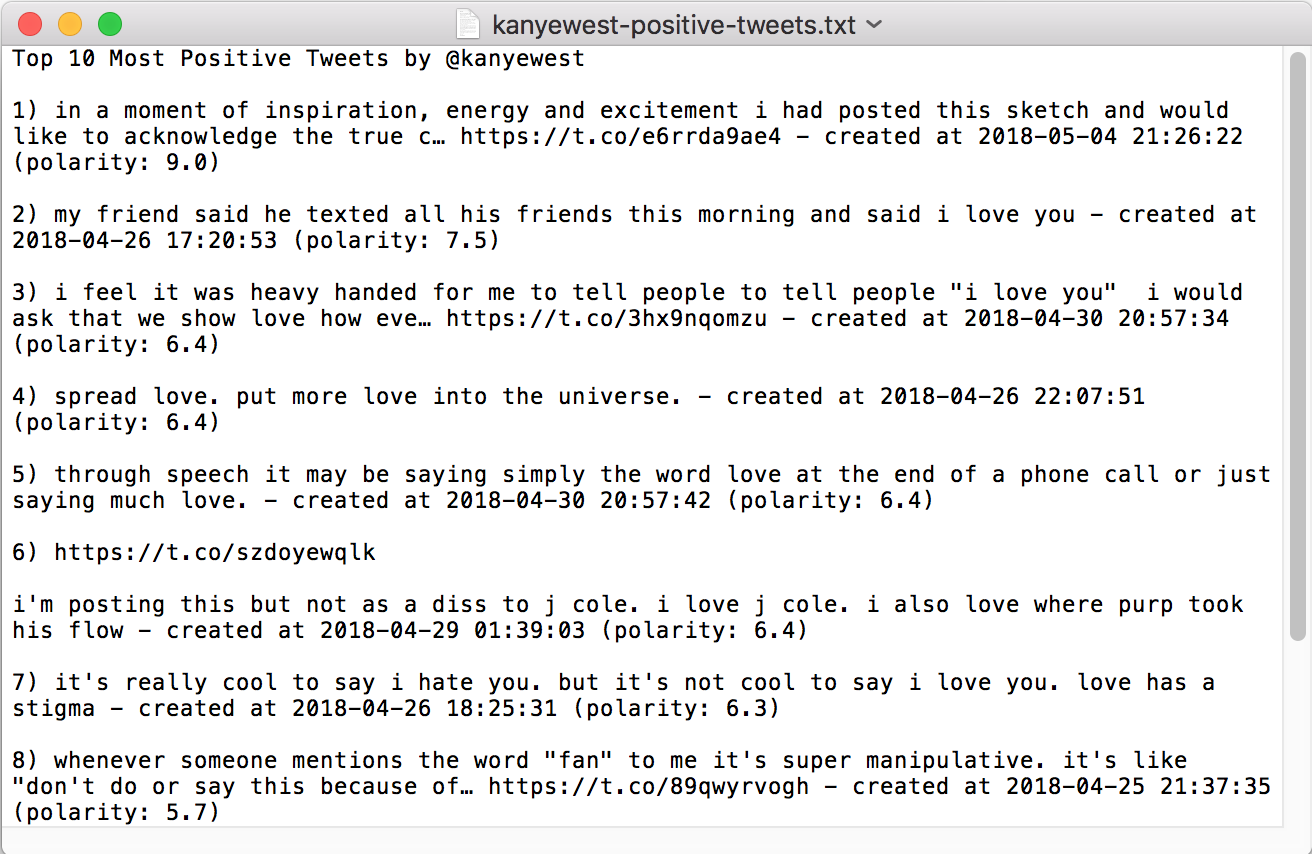 kanyewest-positive-tweets.txt
Top 10 Most Positive Tweets by @kanyewest
1) in a moment of inspiration, energy and excitement i had posted this sketch and would
like to acknowledge the true c… https://t.co/e6rrda9ae4 – created at 2018-05-04 21:26:22
(polarity: 9.0)
2) my friend said he texted all his friends this morning and said i love you – created at
2018-04-26 17:20:53 (polarity: 7.5)
3) i feel it was heavy handed for me to tell people to tell people "i love you"  i would
ask that we show love how eve… https://t.co/3hx9nqomzu – created at 2018-04-30 20:57:34
(polarity: 6.4)
4) spread love. put more love into the universe. – created at 2018-04-26 22:07:51
(polarity: 6.4)
5) through speech it may be saying simply the word love at the end of a phone call or just
saying much love. – created at 2018-04-30 20:57:42 (polarity: 6.4)
6) https://t.co/szdoyewqlk
i'm posting this but not as a diss to j cole. i love j cole. i also love where purp took
his flow – created at 2018-04-29 01:39:03 (polarity: 6.4)
7) it's really cool to say i hate you. but it's not cool to say i love you. love has a
stigma – created at 2018-04-26 18:25:31 (polarity: 6.3)
8) whenever someone mentions the word "fan" to me it's super manipulative. it's like
"don't do or say this because of… https://t.co/89qwyrvogh – created at 2018-04-25 21:37:35
(polarity: 5.7)